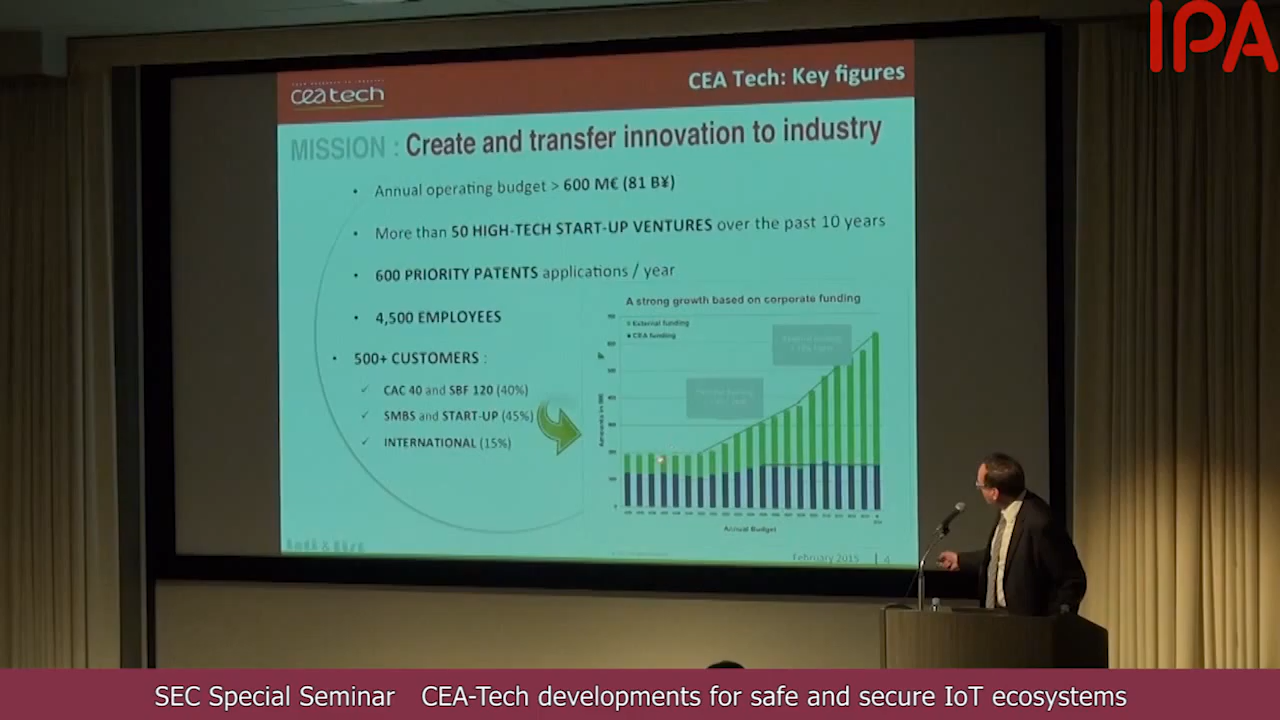 IPA
ceatech
CEA Tech: Key figures
MISSION : Create and transfer innovation to industry
• Annual operating budget > 600 M€ (81 B¥)
• More than 50 HIGH-TECH START-UP VENTURES over the past 10 years
• 600 PRIORITY PATENTS applications / year
• 4,500 EMPLOYEES
• 500+ CUSTOMERS :
✓ CAC 40 and SBF 120 (40%)
✓ SMBS and START-UP (45%)
✓ INTERNATIONAL (15%)
A strong growth based on corporate funding
External funding
CEA funding
Annual Budget
February 2015 | 4
SEC Special Seminar CEA-Tech developments for safe and secure IoT ecosystems